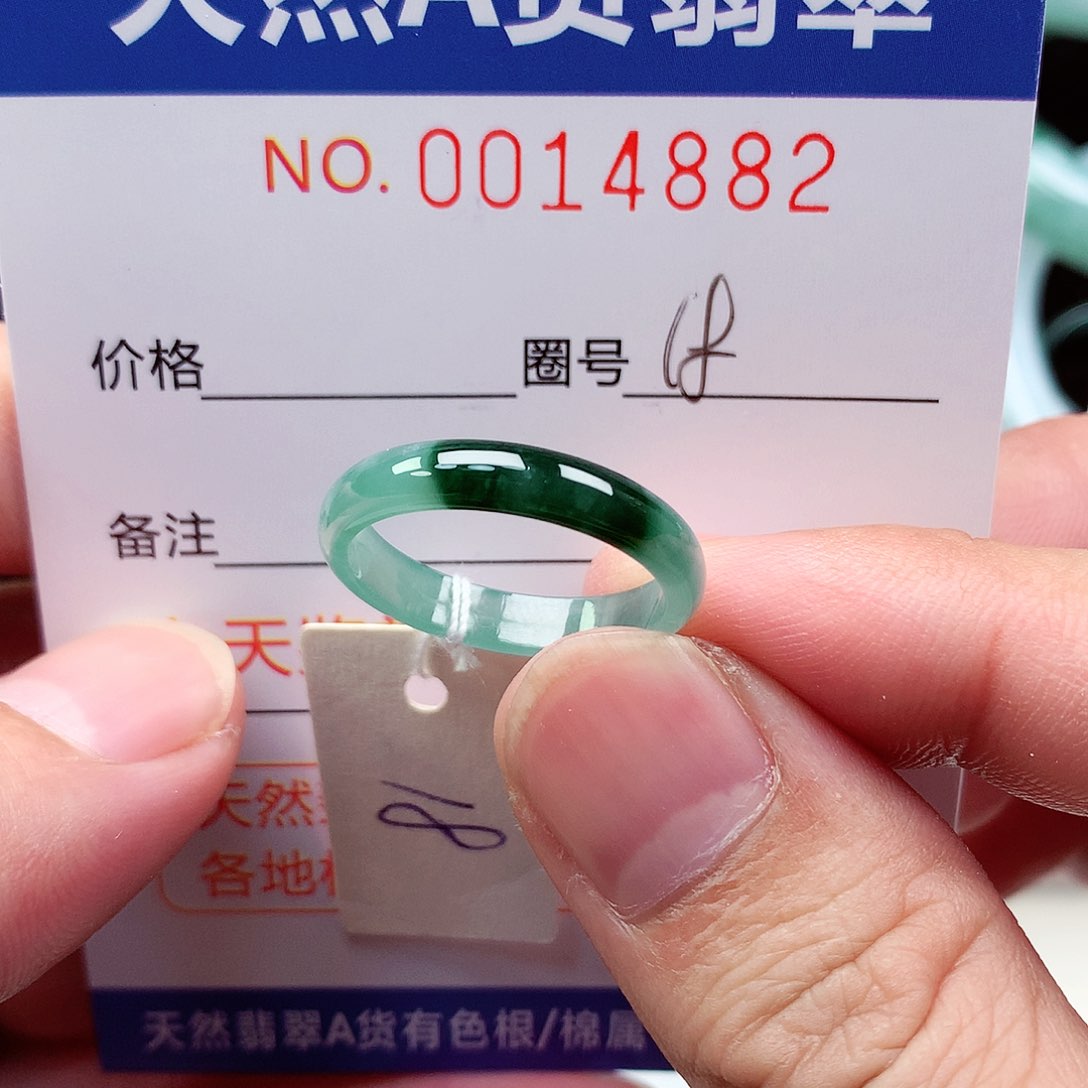 天然A货翡翠
NO. 0014882
价格 圈号 18
备注
天
天然
各地
18
天然翡翠A货有色根/棉属